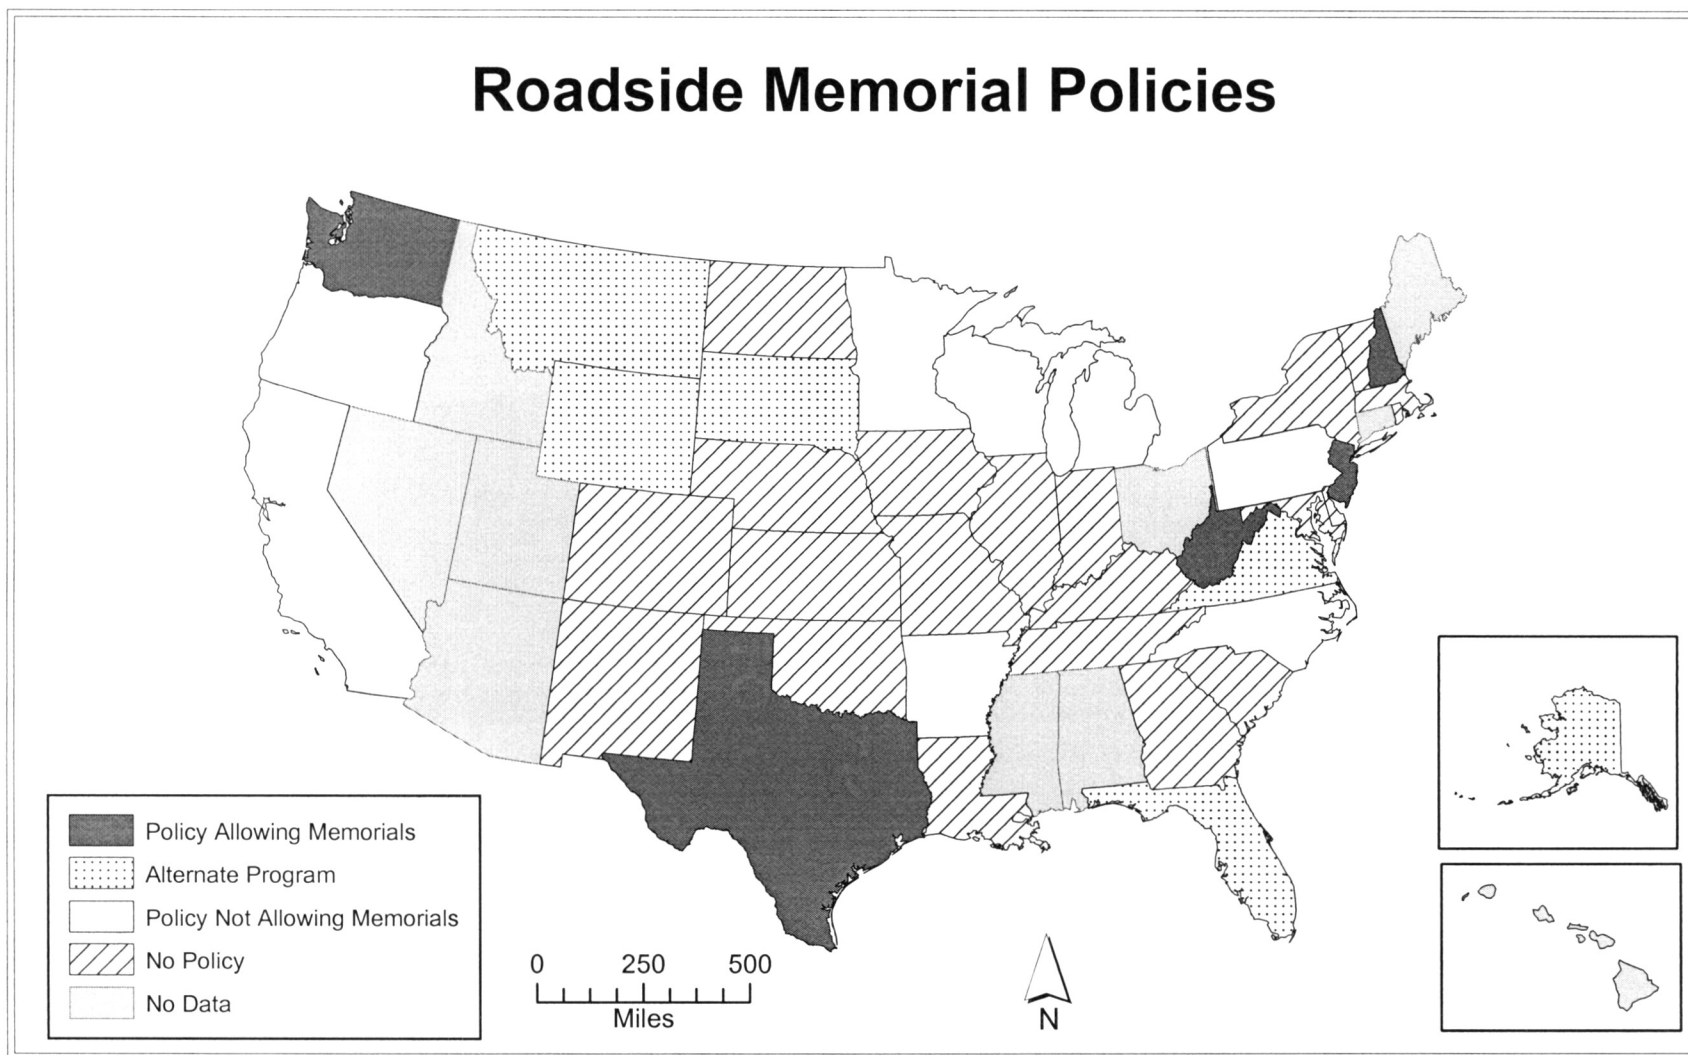 Roadside Memorial Policies
Policy Allowing Memorials
Alternate Program
Policy Not Allowing Memorials
No Policy
No Data
0 250 500
Miles
N